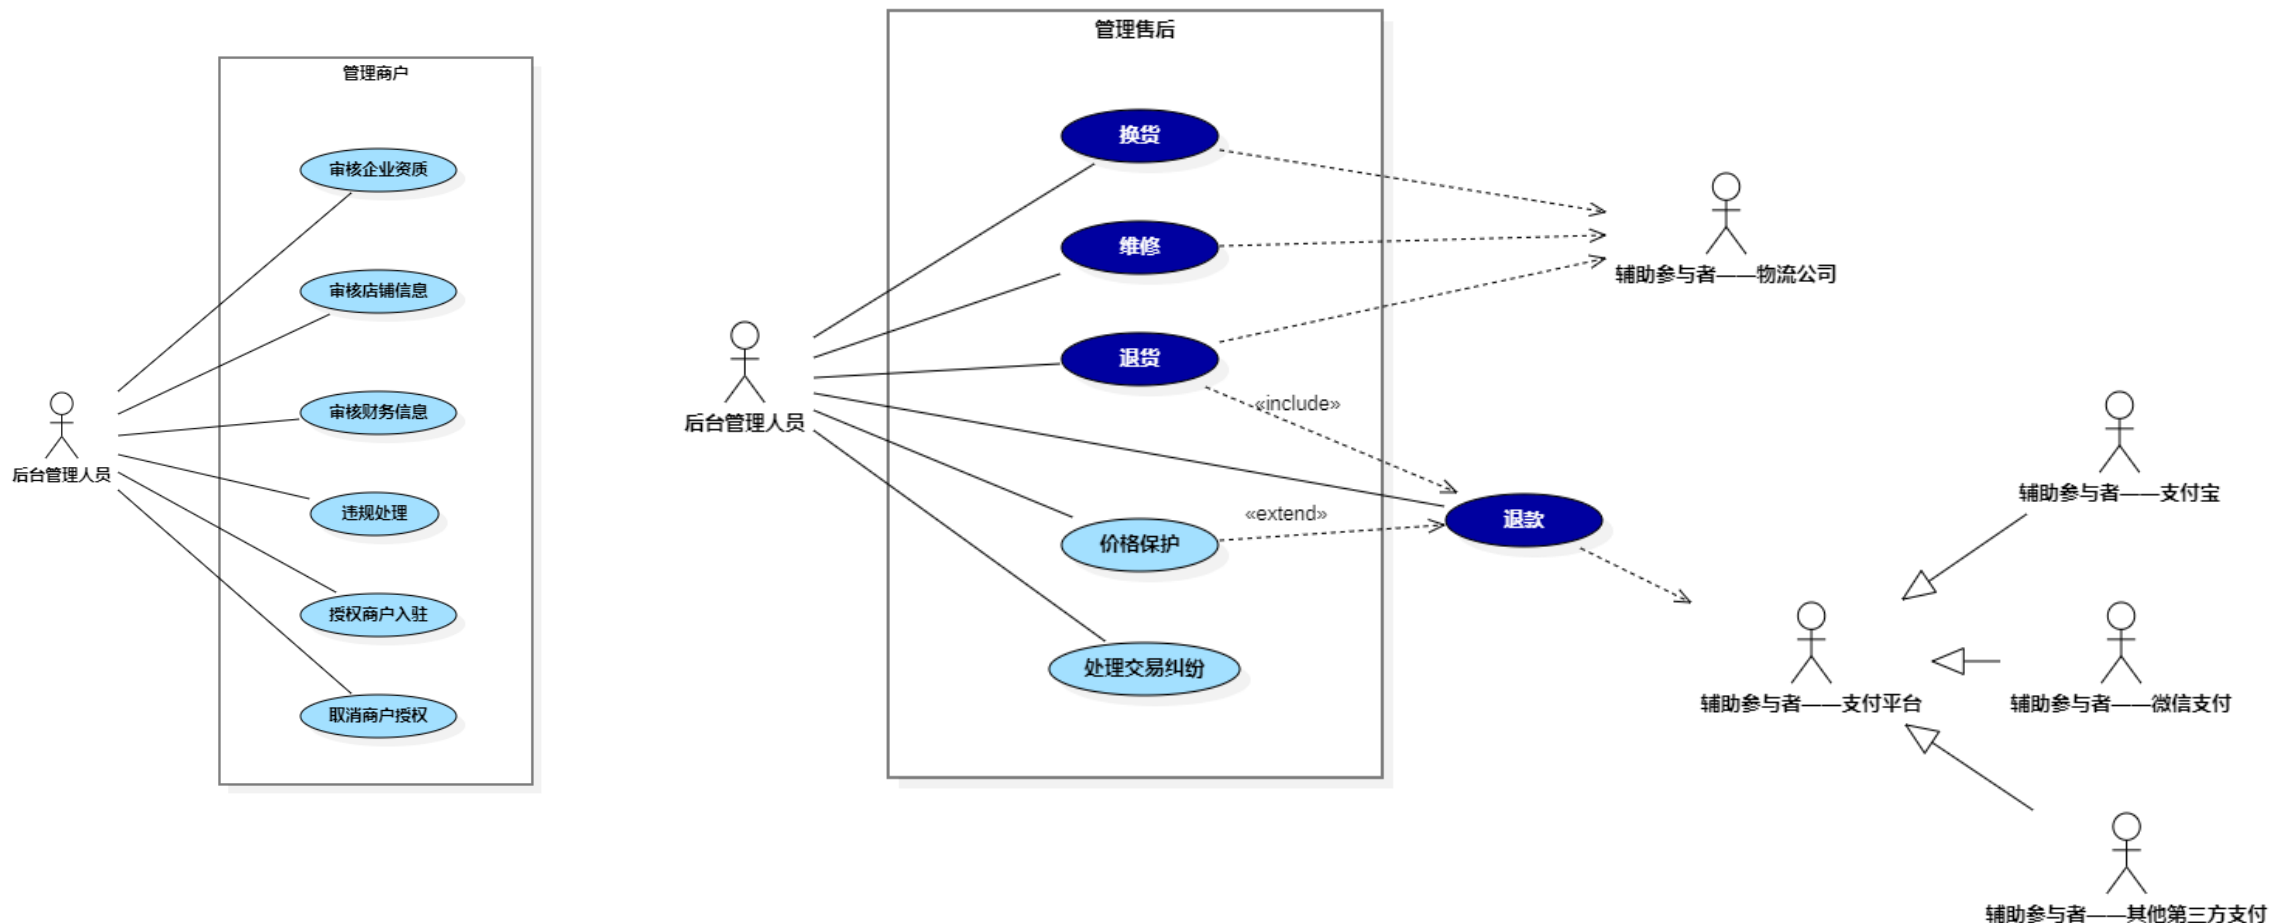 管理商户
审核企业资质
审核店铺信息
审核财务信息
后台管理人员
违规处理
授权商户入驻
取消商户授权
管理售后
换货
维修
辅助参与者——物流公司
退货
后台管理人员
«include»
辅助参与者——支付宝
«extend»
退款
价格保护
处理交易纠纷
辅助参与者——支付平台
辅助参与者——微信支付
辅助参与者——其他第三方支付